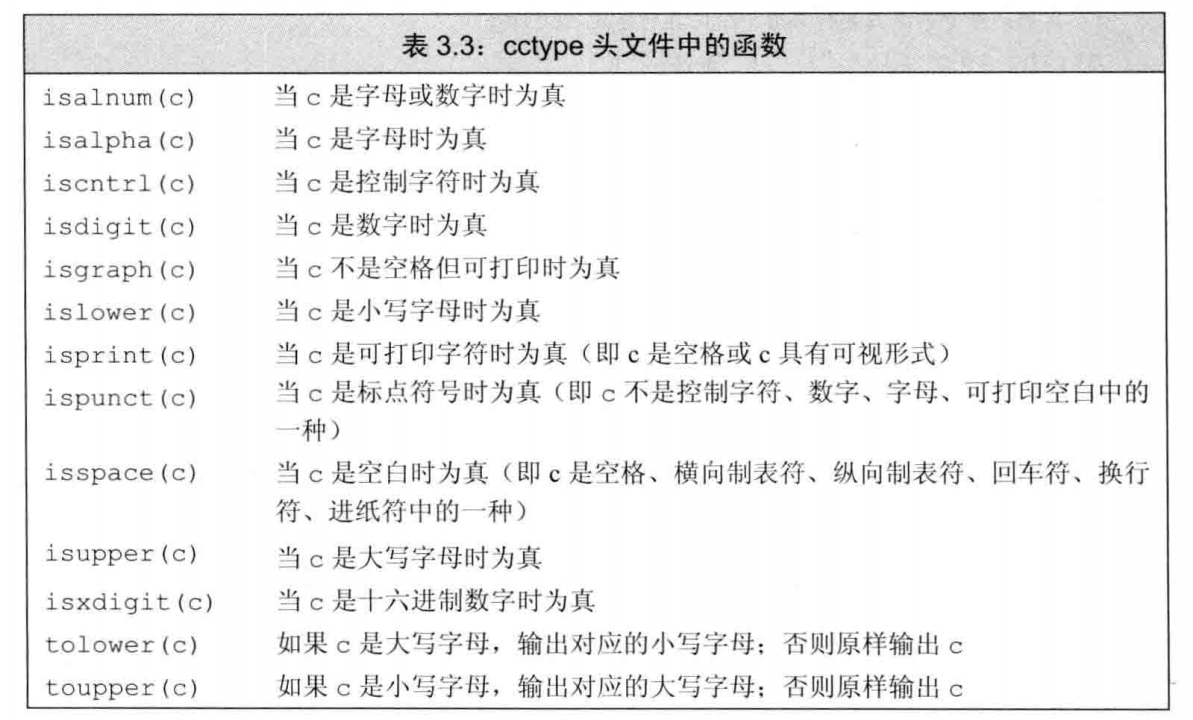 表 3.3：cctype 头文件中的函数
isalnum(c) 当 c 是字母或数字时为真
isalpha(c) 当 c 是字母时为真
iscntrl(c) 当 c 是控制字符时为真
isdigit(c) 当 c 是数字时为真
isgraph(c) 当 c 不是空格但可打印时为真
islower(c) 当 c 是小写字母时为真
isprint(c) 当 c 是可打印字符时为真（即 c 是空格或 c 具有可视形式）
ispunct(c) 当 c 是标点符号时为真（即 c 不是控制字符、数字、字母、可打印空白中的
一种）
isspace(c) 当 c 是空白时为真（即 c 是空格、横向制表符、纵向制表符、回车符、换行
符、进纸符中的一种）
isupper(c) 当 c 是大写字母时为真
isxdigit(c) 当 c 是十六进制数字时为真
tolower(c) 如果 c 是大写字母，输出对应的小写字母；否则原样输出 c
toupper(c) 如果 c 是小写字母，输出对应的大写字母；否则原样输出 c